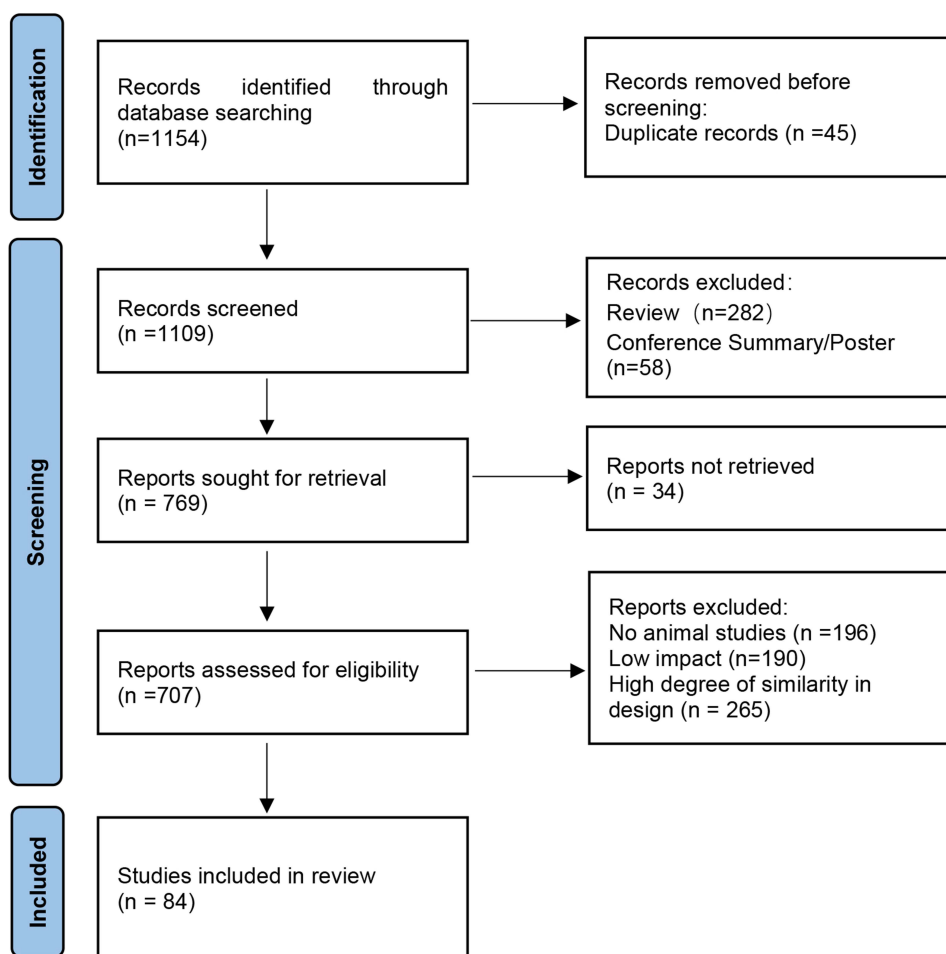 Identification
Records identified through
database searching
(n=1154)
Records removed before
screening:
Duplicate records (n =45)
Screening
Records screened
(n =1109)
Records excluded:
Review（n=282）
Conference Summary/Poster
(n=58)
Reports sought for retrieval
(n = 769)
Reports not retrieved
(n = 34)
Reports assessed for eligibility
(n =707)
Reports excluded:
No animal studies (n =196)
Low impact (n=190)
High degree of similarity in
design (n = 265)
Included
Studies included in review
(n = 84)